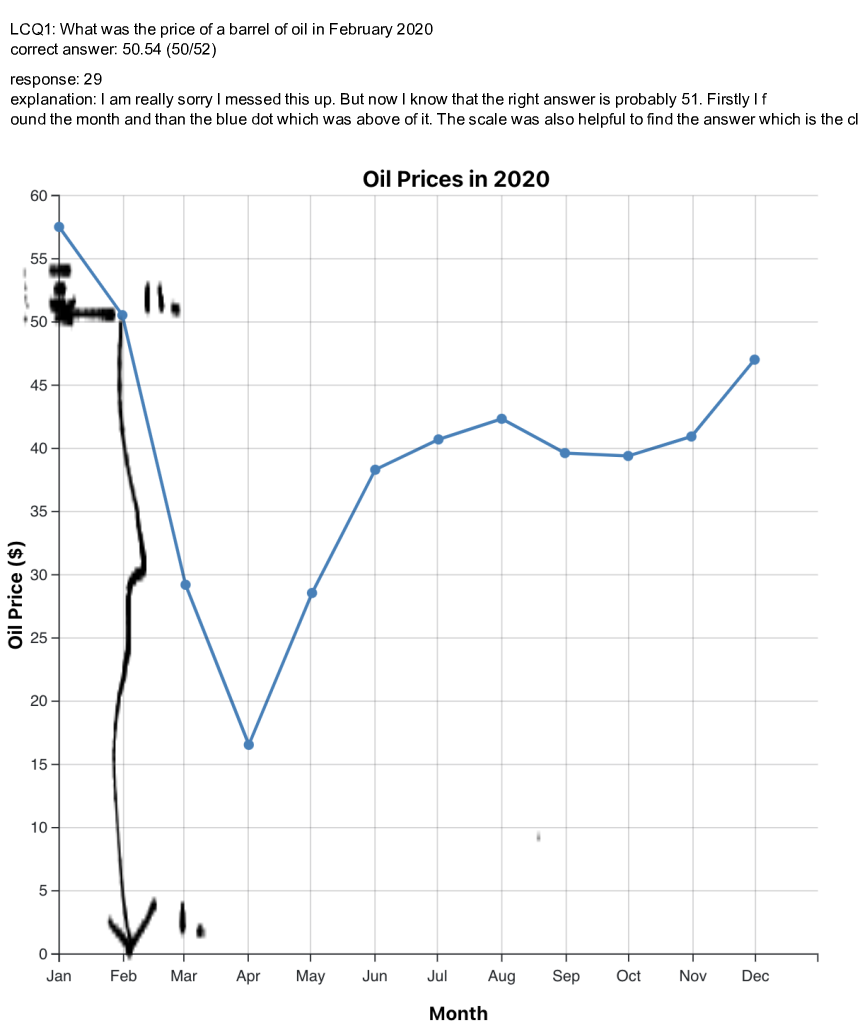 LCQ1: What was the price of a barrel of oil in February 2020
correct answer: 50.54 (50/52)
response: 29
explanation: I am really sorry I messed this up. But now I know that the right answer is probably 51. Firstly I f
ound the month and than the blue dot which was above of it. The scale was also helpful to find the answer which is the cl
Oil Prices in 2020
60
55
11.
50
45
40
35
Oil Price ($)
30
25
20
15
10
5
1.
0
Jan Feb Mar Apr May Jun Jul Aug Sep Oct Nov Dec
Month